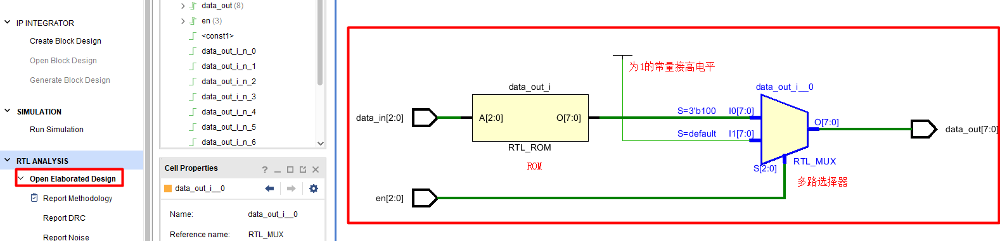 IP INTEGRATOR
Create Block Design
Open Block Design
Generate Block Design
SIMULATION
Run Simulation
RTL ANALYSIS
Open Elaborated Design
Report Methodology
Report DRC
Report Noise
data_out (8)
en (3)
<const1>
data_out_i_n_0
data_out_i_n_1
data_out_i_n_2
data_out_i_n_3
data_out_i_n_4
data_out_i_n_5
data_out_i_n_6
Cell Properties
data_out_i__0
Name: data_out_i__0
Reference name: RTL_MUX
为1的常量接高电平
data_out_i
data_out_i__0
data_in[2:0]
A[2:0]
O[7:0]
S=3'b100
I0[7:0]
S=default
I1[7:0]
O[7:0]
data_out[7:0]
RTL_ROM
ROM
S[2:0]
RTL_MUX
多路选择器
en[2:0]